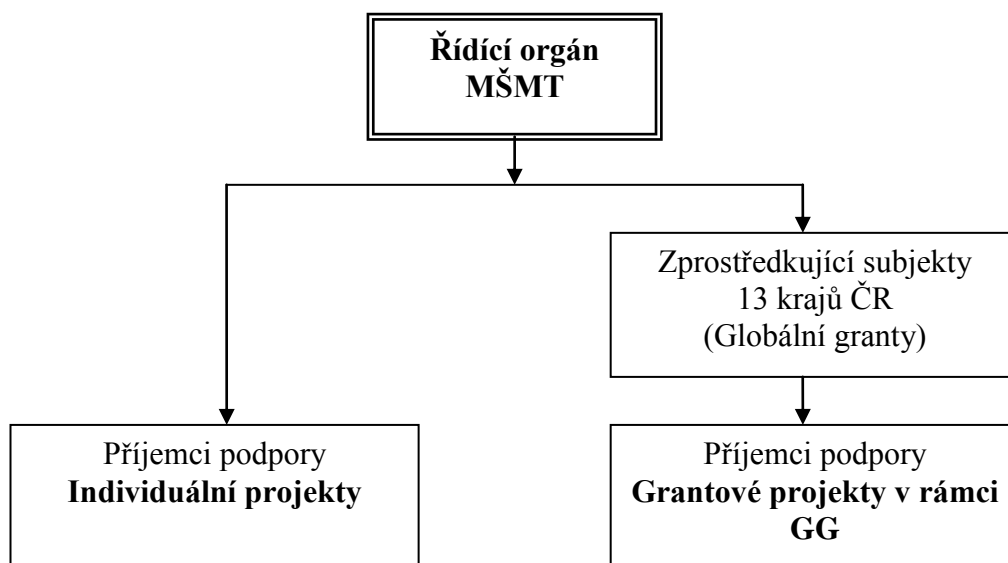 Řídící orgán
MŠMT
Zprostředkující subjekty
13 krajů ČR
(Globální granty)
Příjemci podpory
Individuální projekty
Příjemci podpory
Grantové projekty v rámci
GG